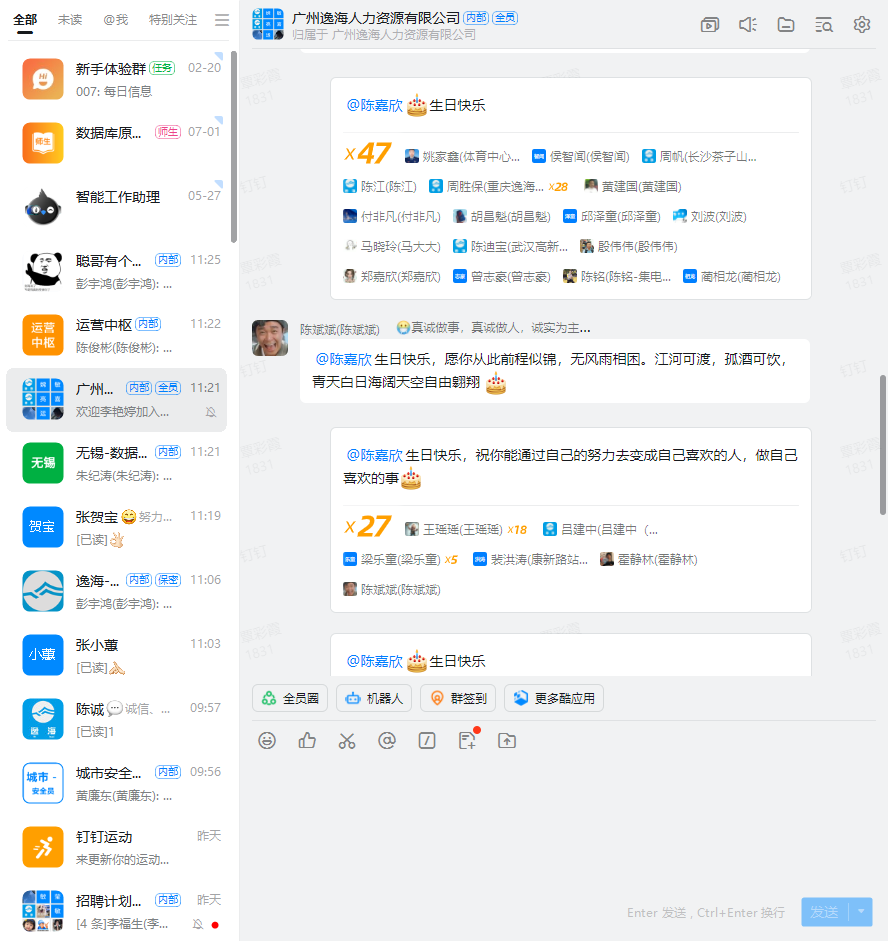 全部 未读 @我 特别关注
新手体验群 任务 02-20
007: 每日信息
师生
数据库原... 师生 07-01
智能工作助理 05-27
聪哥有个... 内部 11:25
彭宇鸿(彭宇鸿): ...
运营
中枢
运营中枢 内部 11:22
陈俊彬(陈俊彬): ...
广州... 内部 全员 11:21
欢迎李艳婷加入...
无锡
无锡-数据... 内部 11:21
朱纪涛(朱纪涛): ...
贺宝
张贺宝 努力... 11:19
[已读]
逸海-... 内部 保密 11:06
彭宇鸿(彭宇鸿): ...
小蕙
张小蕙 11:03
[已读]
陈诚 诚信、... 09:57
[已读]1
城市 -
安全员
城市安全... 内部 09:56
黄廉东(黄廉东): ...
钉钉运动 昨天
来更新你的运动...
招聘计划... 内部 昨天
[4 条]李福生(李...
广州逸海人力资源有限公司 内部 全员
归属于 广州逸海人力资源有限公司
@陈嘉欣 生日快乐
x47 姚家鑫(体育中心... 侯智闻(侯智闻) 周帆(长沙茶子山...
陈江(陈江) 周胜保(重庆逸海... x28 黄建国(黄建国)
付非凡(付非凡) 胡昌魁(胡昌魁) 邱泽童(邱泽童) 刘波(刘波)
马晓玲(马大大) 陈迪宝(武汉高新... 殷伟伟(殷伟伟)
郑嘉欣(郑嘉欣) 曾志豪(曾志豪) 陈铭(陈铭-集电... 蔺相龙(蔺相龙)
陈斌斌(陈斌斌) 真诚做事，真诚做人，诚实为主...
@陈嘉欣 生日快乐，愿你从此前程似锦，无风雨相困。江河可渡，孤酒可饮，
青天白日海阔天空自由翱翔
@陈嘉欣 生日快乐，祝你能通过自己的努力去变成自己喜欢的人，做自己
喜欢的事
x27 王瑶瑶(王瑶瑶) x18 吕建中(吕建中（...
梁乐童(梁乐童) x5 裴洪涛(康新路站... 霍静林(霍静林)
陈斌斌(陈斌斌)
@陈嘉欣 生日快乐
全员圈 机器人 群签到 更多酷应用
Enter 发送 , Ctrl+Enter 换行 发送